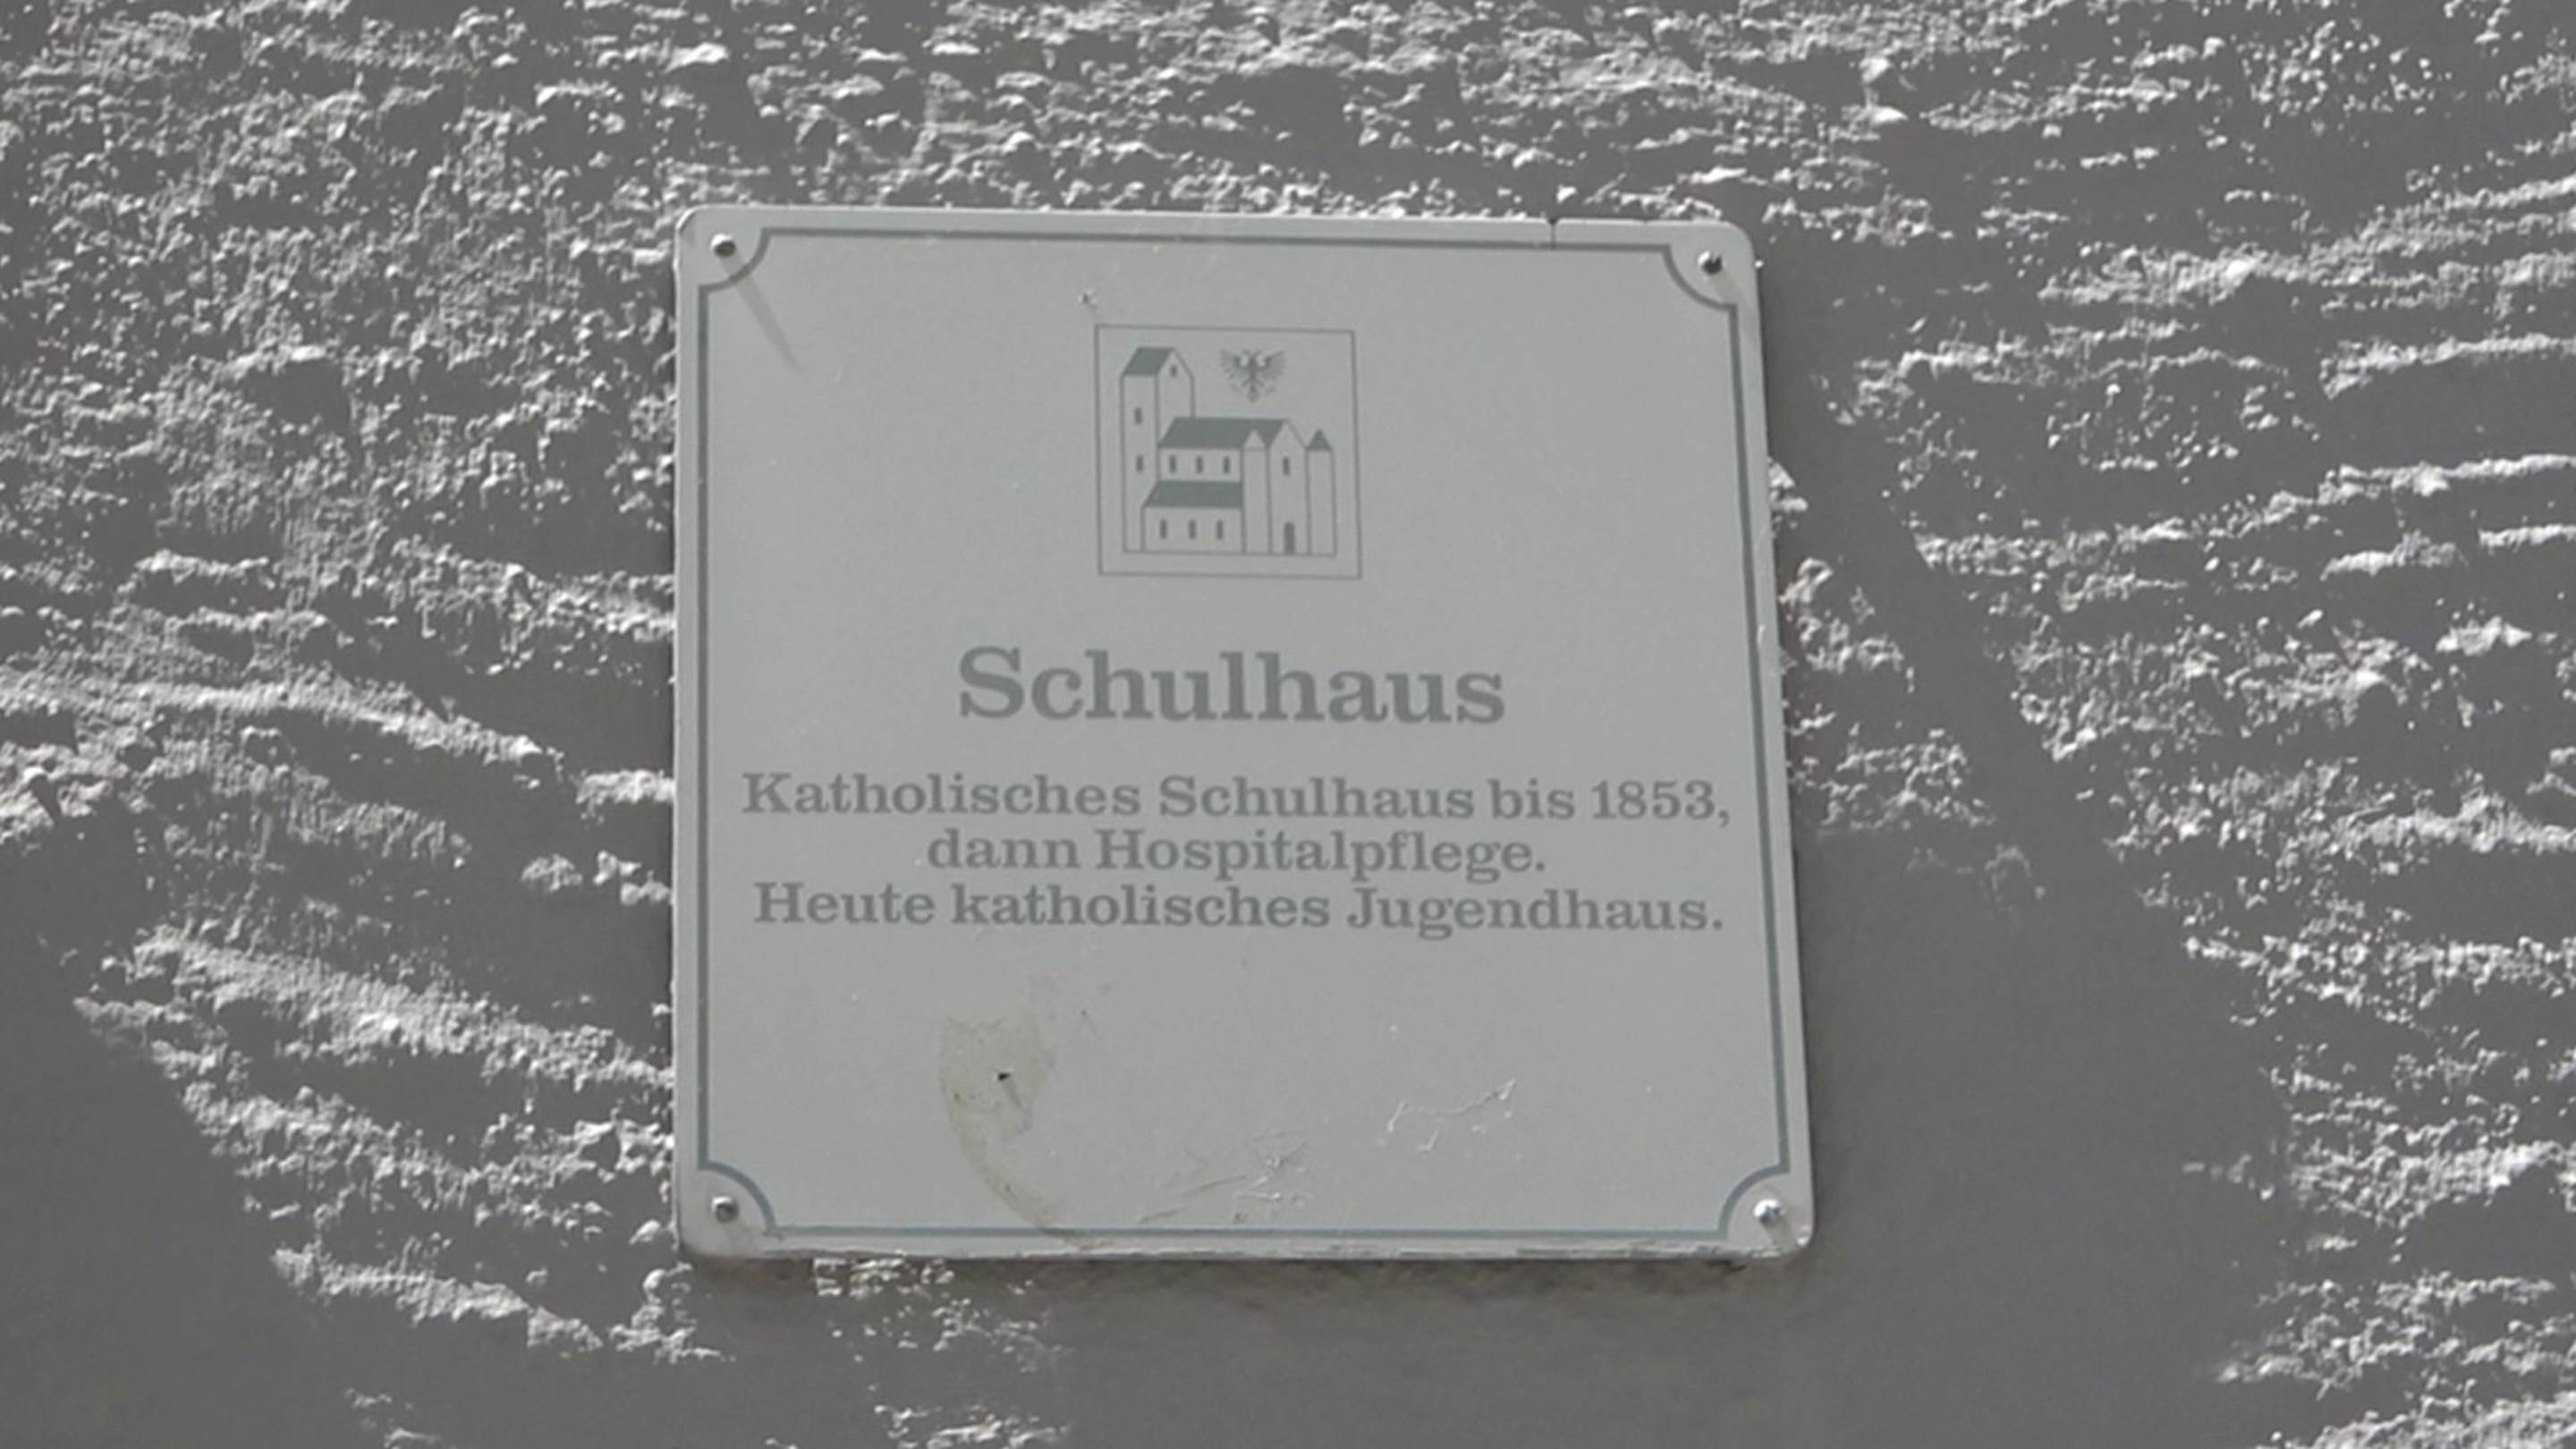 Schulhaus
Katholisches Schulhaus bis 1853,
dann Hospitalpflege.
Heute katholisches Jugendhaus.